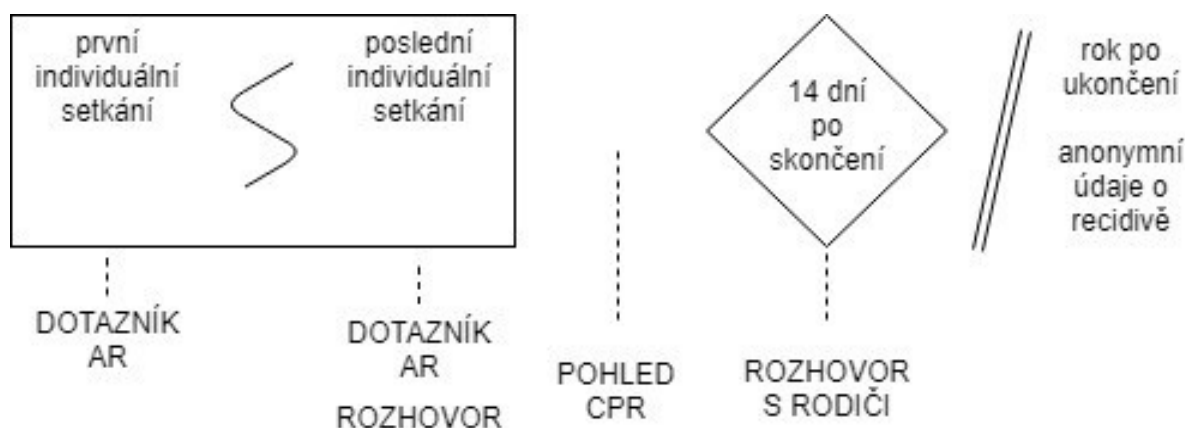 první
individuální
setkání
poslední
individuální
setkání
14 dní
po
skončení
rok po
ukončení
anonymní
údaje o
recidivě
DOTAZNÍK
AR
DOTAZNÍK
AR
ROZHOVOR
POHLED
CPR
ROZHOVOR
S RODIČI